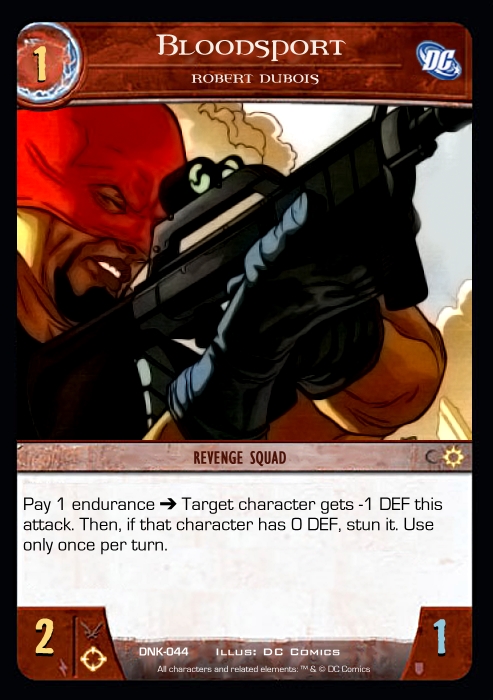 1
BLOODSPORT
DC
ROBERT DUBOIS
REVENGE SQUAD
Pay 1 endurance ➔ Target character gets -1 DEF this
attack. Then, if that character has 0 DEF, stun it. Use
only once per turn.
2
1
DNK-044 ILLUS: DC COMICS
All characters and related elements: ™ & © DC Comics